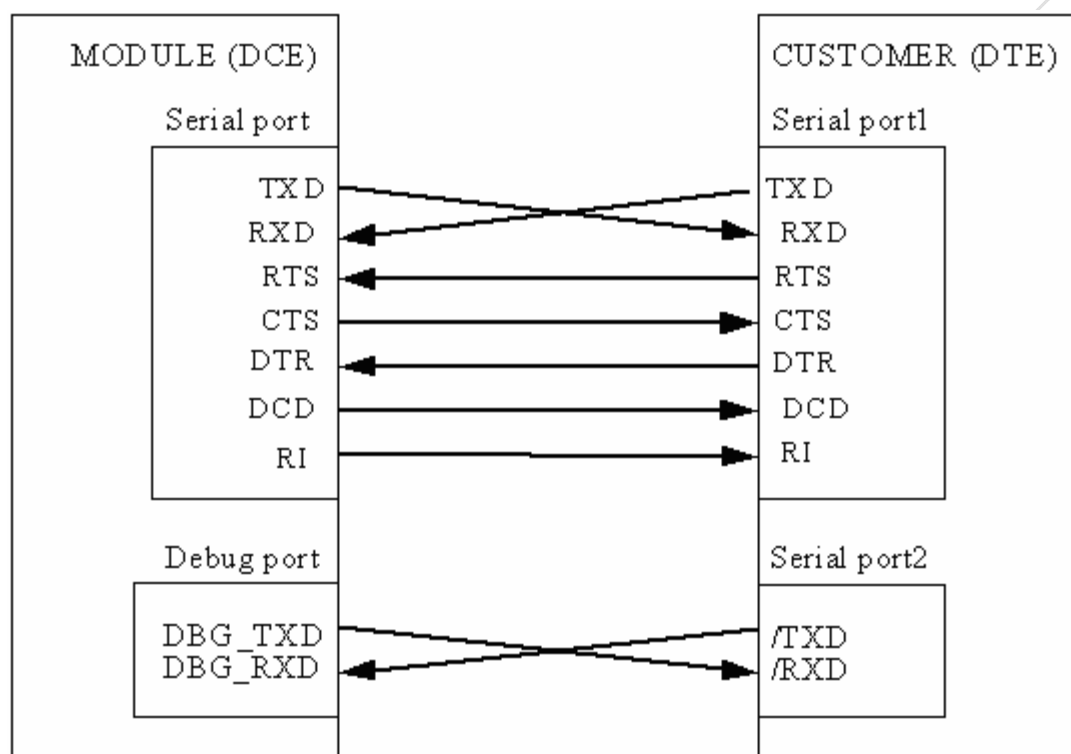 MODULE (DCE)
Serial port
TXD
RXD
RTS
CTS
DTR
DCD
RI
Debug port
DBG_TXD
DBG_RXD
CUSTOMER (DTE)
Serial port1
TXD
RXD
RTS
CTS
DTR
DCD
RI
Serial port2
/TXD
/RXD